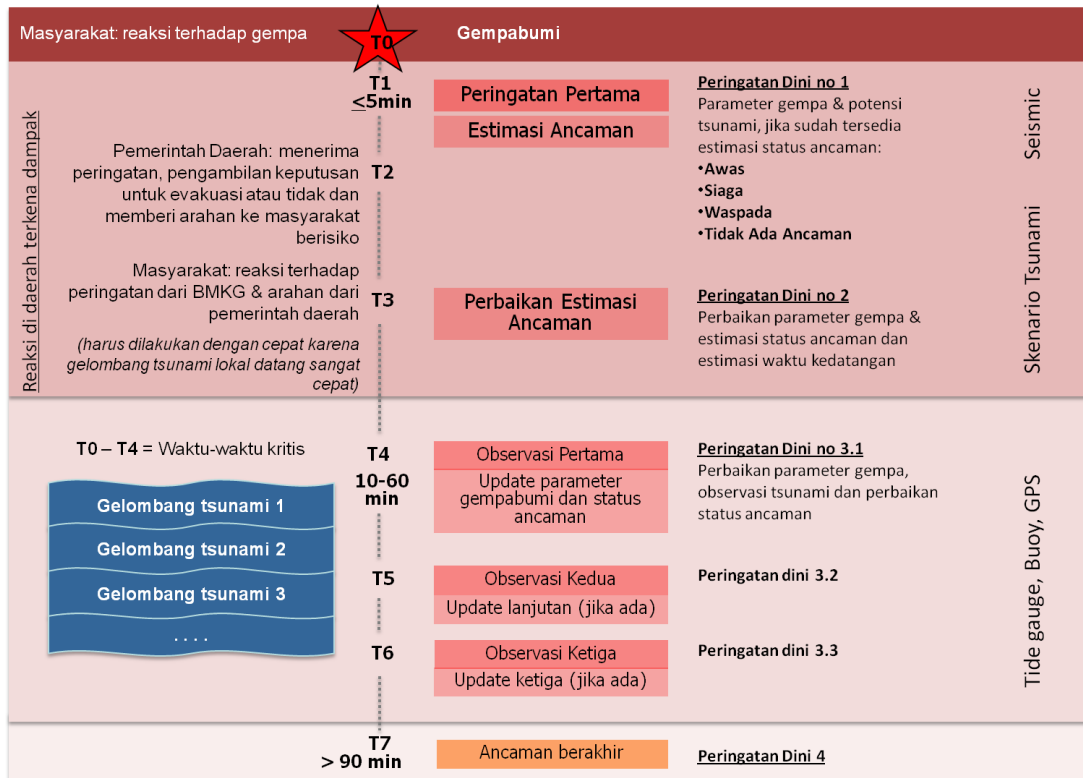 Masyarakat: reaksi terhadap gempa
T0
Gempabumi
T1
≤5min
Peringatan Pertama
Estimasi Ancaman
Peringatan Dini no 1
Parameter gempa & potensi
tsunami, jika sudah tersedia
estimasi status ancaman:
•Awas
•Siaga
•Waspada
•Tidak Ada Ancaman
Seismic
Reaksi di daerah terkena dampak
Pemerintah Daerah: menerima
peringatan, pengambilan keputusan
untuk evakuasi atau tidak dan
memberi arahan ke masyarakat
berisiko
T2
Masyarakat: reaksi terhadap
peringatan dari BMKG & arahan dari
pemerintah daerah
(harus dilakukan dengan cepat karena
gelombang tsunami lokal datang sangat
cepat)
T3
Perbaikan Estimasi
Ancaman
Peringatan Dini no 2
Perbaikan parameter gempa &
estimasi status ancaman dan
estimasi waktu kedatangan
Skenario Tsunami
T0 – T4 = Waktu-waktu kritis
Gelombang tsunami 1
Gelombang tsunami 2
Gelombang tsunami 3
. . . .
T4
10-60
min
Observasi Pertama
Update parameter
gempabumi dan status
ancaman
Peringatan Dini no 3.1
Perbaikan parameter gempa,
observasi tsunami dan perbaikan
status ancaman
T5
Observasi Kedua
Update lanjutan (jika ada)
Peringatan dini 3.2
T6
Observasi Ketiga
Update ketiga (jika ada)
Peringatan dini 3.3
Tide gauge, Buoy, GPS
T7
> 90 min
Ancaman berakhir
Peringatan Dini 4